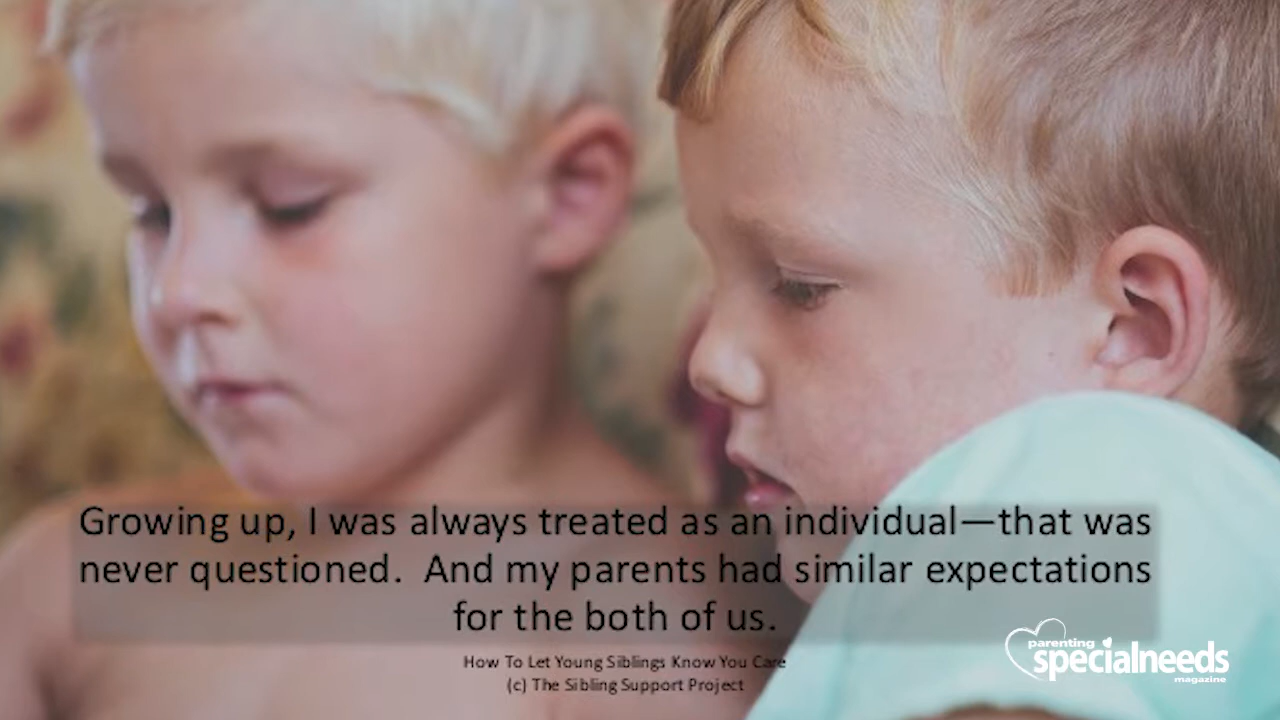 Growing up, I was always treated as an individual—that was
never questioned.  And my parents had similar expectations
for the both of us.
How To Let Young Siblings Know You Care
(c) The Sibling Support Project
parenting
specialneeds
magazine